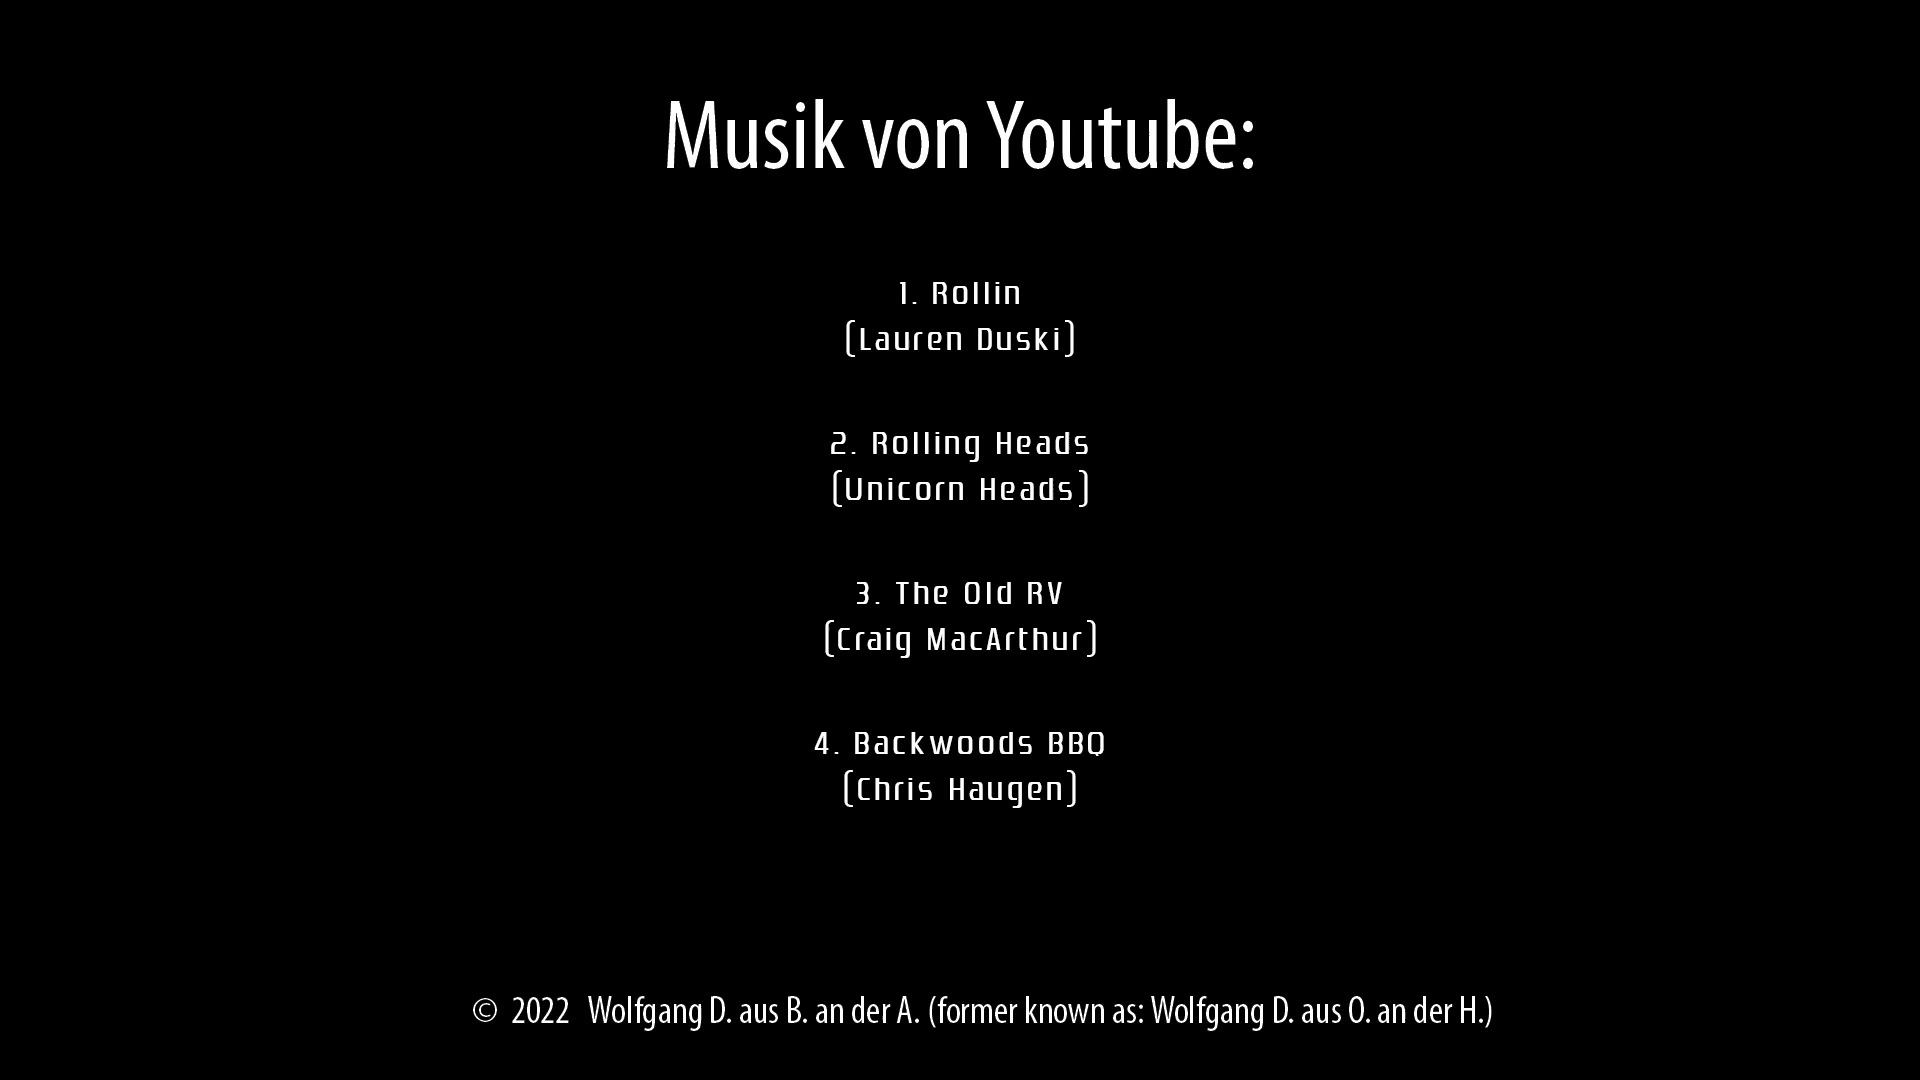 Musik von Youtube:
1. Rollin
(Lauren Duski)
2. Rolling Heads
(Unicorn Heads)
3. The Old RV
(Craig MacArthur)
4. Backwoods BBQ
(Chris Haugen)
© 2022 Wolfgang D. aus B. an der A. (former known as: Wolfgang D. aus O. an der H.)